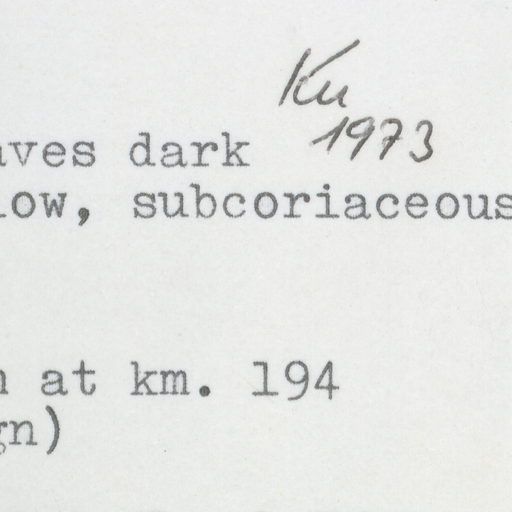 Ku
1973
aves dark
low, subcoriaceous
n at km. 194
gn)